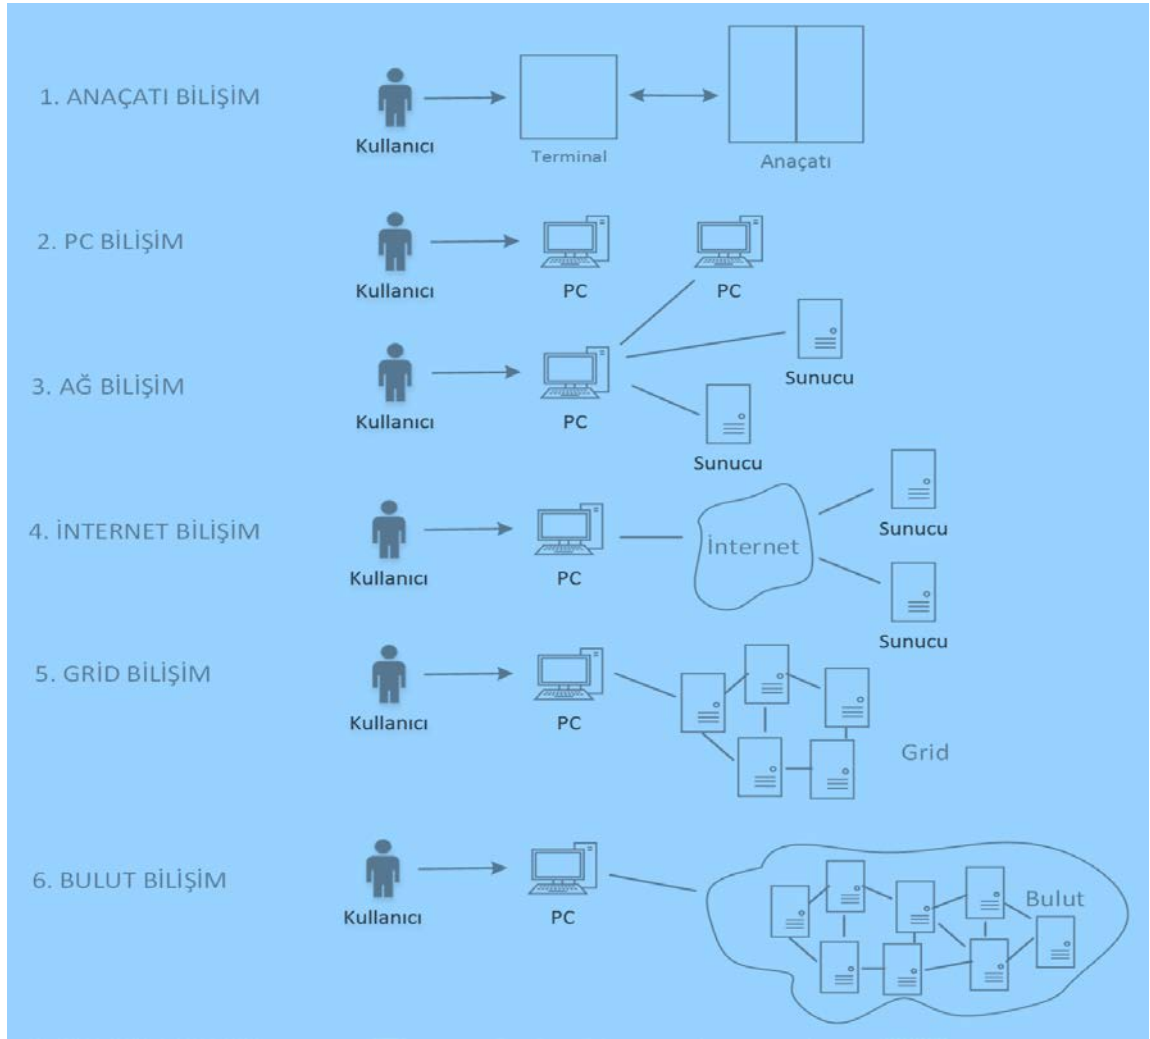 1. ANAÇATI BİLİŞİM
Kullanıcı
Terminal
Anaçatı
2. PC BİLİŞİM
Kullanıcı
PC
PC
3. AĞ BİLİŞİM
Kullanıcı
PC
Sunucu
Sunucu
4. İNTERNET BİLİŞİM
Kullanıcı
PC
İnternet
Sunucu
Sunucu
5. GRİD BİLİŞİM
Kullanıcı
PC
Grid
6. BULUT BİLİŞİM
Kullanıcı
PC
Bulut